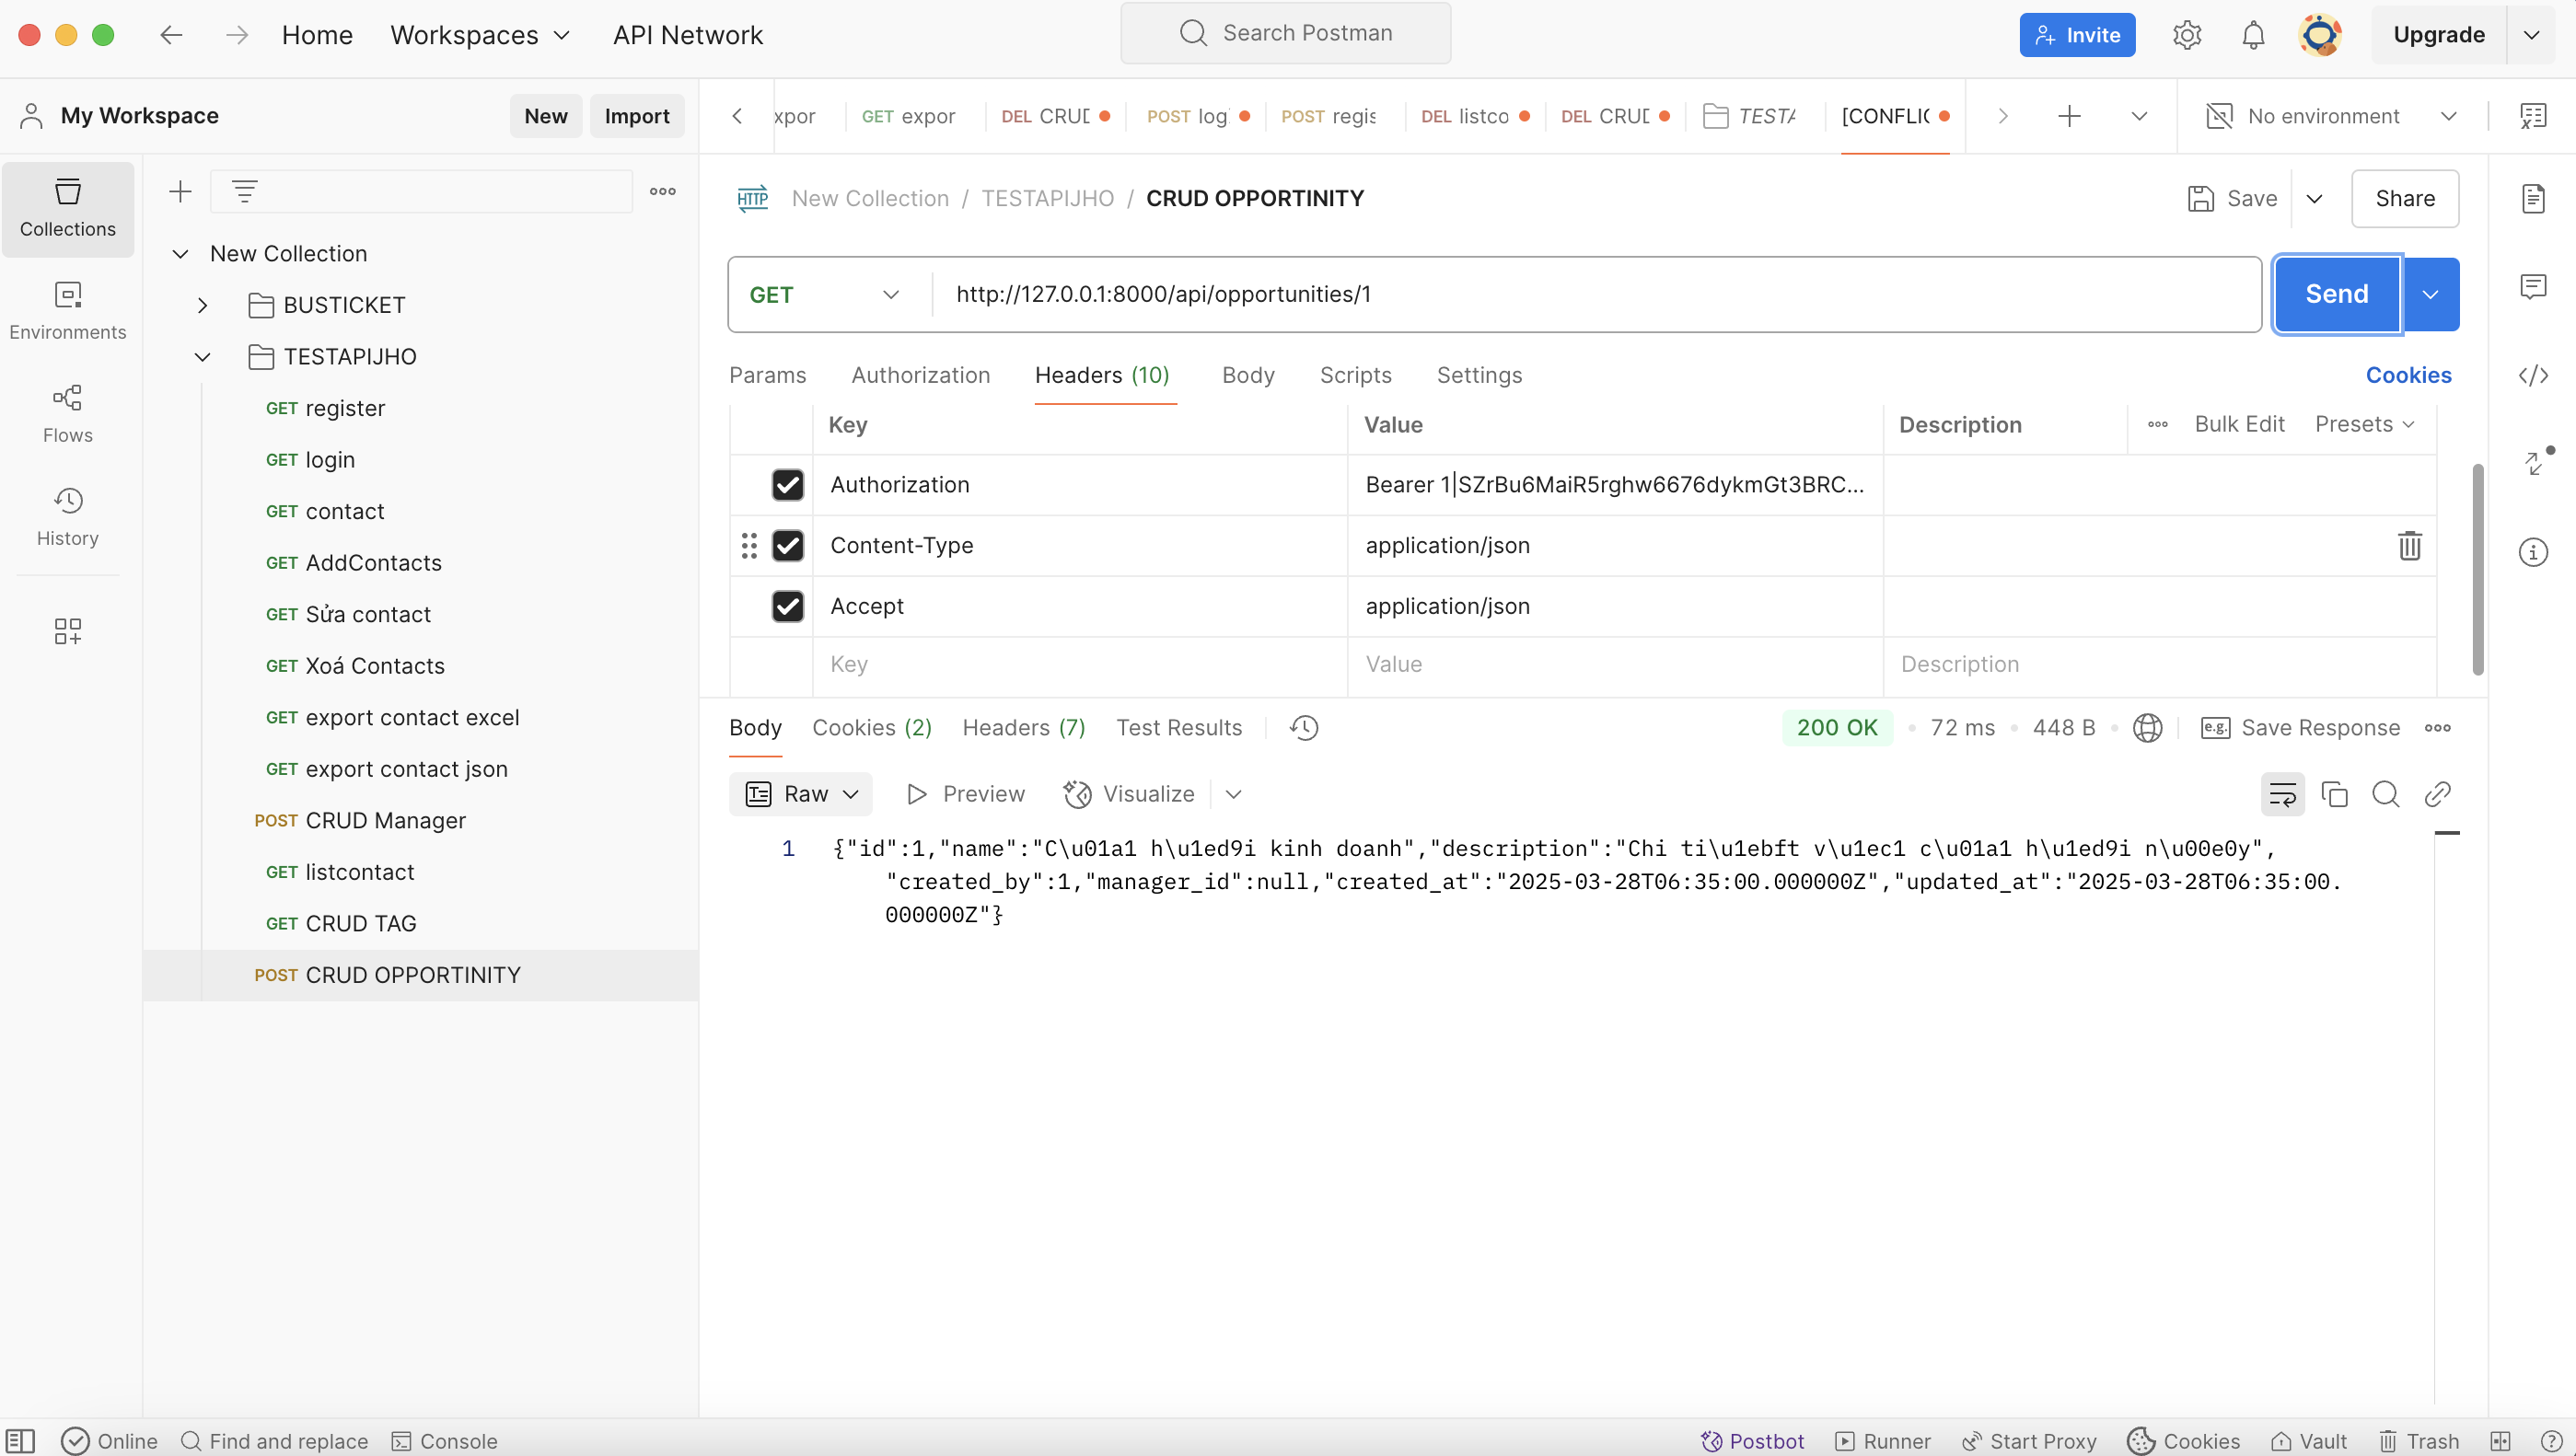 Home
Workspaces
API Network
Search Postman
Invite
Upgrade
My Workspace
New
Import
xpor
GET expor
DEL CRUD
POST log
POST regis
DEL listco
DEL CRUD
TESTA
[CONFLIC
No environment
Collections
Environments
Flows
History
New Collection
BUSTICKET
TESTAPIJHO
GET register
GET login
GET contact
GET AddContacts
GET Sửa contact
GET Xoá Contacts
GET export contact excel
GET export contact json
POST CRUD Manager
GET listcontact
GET CRUD TAG
POST CRUD OPPORTINITY
HTTP New Collection / TESTAPIJHO / CRUD OPPORTINITY
Save
Share
GET
http://127.0.0.1:8000/api/opportunities/1
Send
Params Authorization Headers (10) Body Scripts Settings
Cookies
Key Value Description Bulk Edit Presets
Authorization Bearer 1|SZrBu6MaiR5rghw6676dykmGt3BRC...
Content-Type application/json
Accept application/json
Key Value Description
Body Cookies (2) Headers (7) Test Results
200 OK • 72 ms • 448 B • e.g. Save Response
Raw Preview Visualize
1 {"id":1,"name":"C\u01a1 h\u1ed9i kinh doanh","description":"Chi ti\u1ebft v\u1ec1 c\u01a1 h\u1ed9i n\u00e0y",
"created_by":1,"manager_id":null,"created_at":"2025-03-28T06:35:00.000000Z","updated_at":"2025-03-28T06:35:00.
000000Z"}
Online Find and replace Console
Postbot Runner Start Proxy Cookies Vault Trash